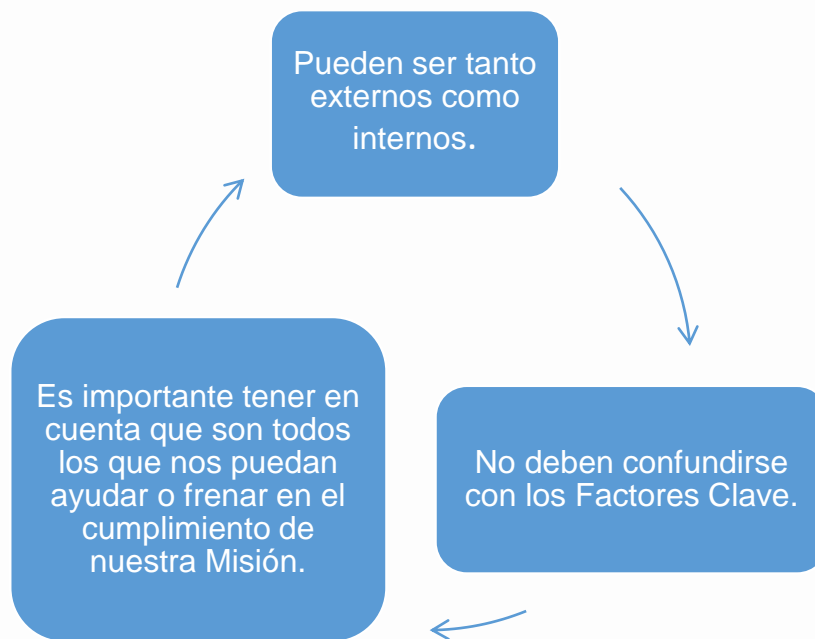 Pueden ser tanto
externos como
internos.
No deben confundirse
con los Factores Clave.
Es importante tener en
cuenta que son todos
los que nos puedan
ayudar o frenar en el
cumplimiento de
nuestra Misión.